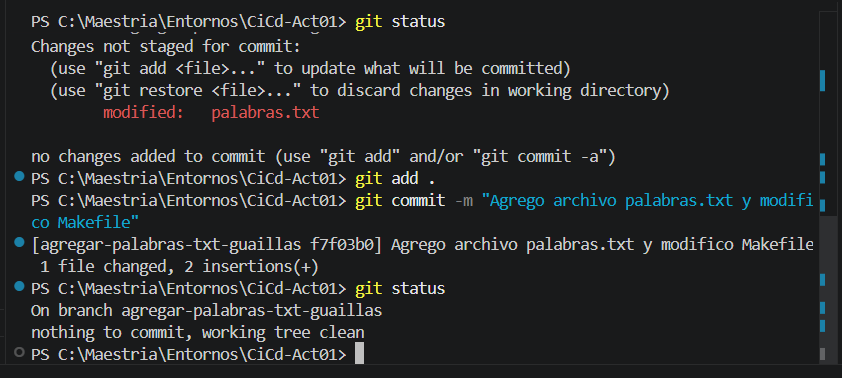 PS C:\Maestria\Entornos\CiCd-Act01> git status
Changes not staged for commit:
  (use "git add <file>..." to update what will be committed)
  (use "git restore <file>..." to discard changes in working directory)
        modified:   palabras.txt

no changes added to commit (use "git add" and/or "git commit -a")
PS C:\Maestria\Entornos\CiCd-Act01> git add .
PS C:\Maestria\Entornos\CiCd-Act01> git commit -m "Agrego archivo palabras.txt y modifi
co Makefile"
[agregar-palabras-txt-guaillas f7f03b0] Agrego archivo palabras.txt y modifico Makefile
 1 file changed, 2 insertions(+)
PS C:\Maestria\Entornos\CiCd-Act01> git status
On branch agregar-palabras-txt-guaillas
nothing to commit, working tree clean
PS C:\Maestria\Entornos\CiCd-Act01>